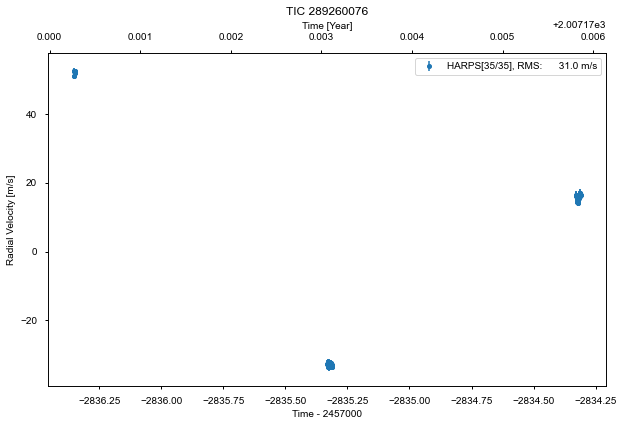 TIC 289260076
Time [Year]
+2.00717e3
0.000 0.001 0.002 0.003 0.004 0.005 0.006
HARPS[35/35], RMS: 31.0 m/s
40
20
0
−20
Radial Velocity [m/s]
−2836.25 −2836.00 −2835.75 −2835.50 −2835.25 −2835.00 −2834.75 −2834.50 −2834.25
Time - 2457000